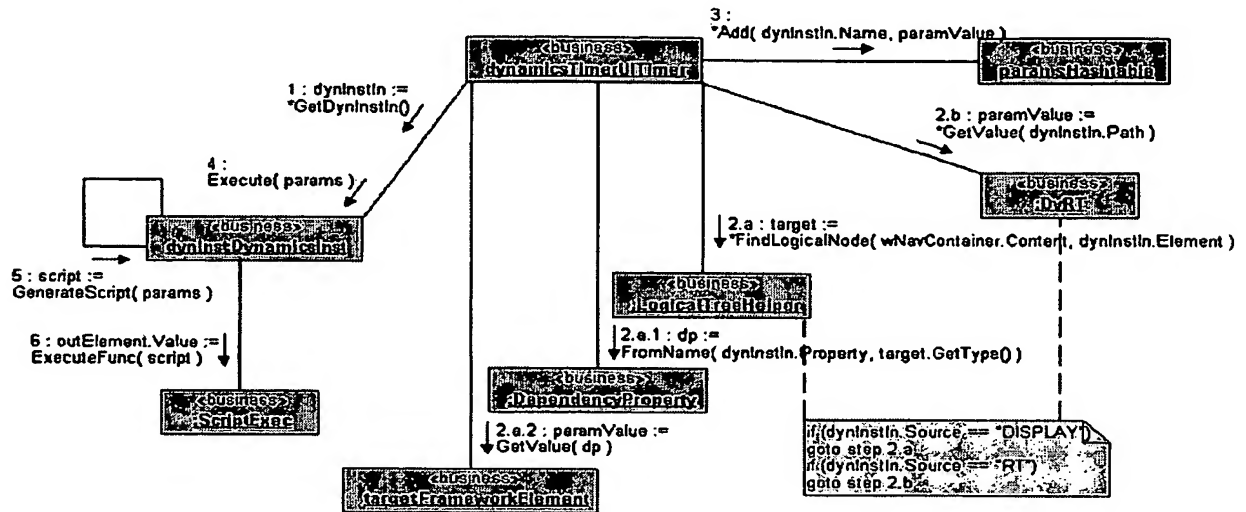 3 :
*Add( dynInstIn.Name, paramValue )
<business>
dynamicsTimerUITimer
<business>
paramsHashtable
1 : dynInstIn :=
*GetDynInstIn()
2.b : paramValue :=
*GetValue( dynInstIn.Path )
4 :
Execute( params )
<business>
:DvRT
<business>
dynInstDynamicsInst
2.a : target :=
*FindLogicalNode( wNavContainer.Content, dynInstIn.Element )
5 : script :=
GenerateScript( params )
<business>
:LogicalTreeHelper
6 : outElement.Value :=
ExecuteFunc( script )
2.a.1 : dp :=
FromName( dynInstIn.Property, target.GetType() )
<business>
:DependencyProperty
<business>
:ScriptExec
2.a.2 : paramValue :=
GetValue( dp )
if (dynInstIn.Source == "DISPLAY")
goto step 2.a
if (dynInstIn.Source == "RT")
goto step 2.b
<business>
targetFrameworkElement